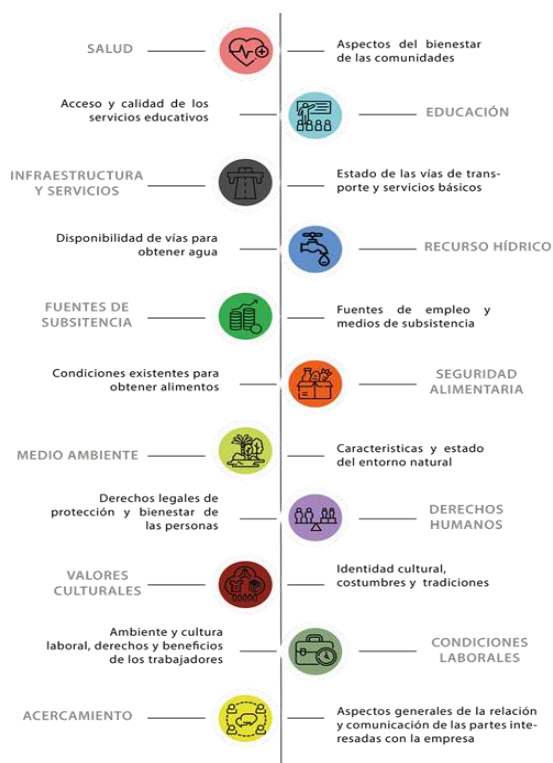 SALUD
Aspectos del bienestar
de las comunidades
Acceso y calidad de los
servicios educativos
EDUCACIÓN
INFRAESTRUCTURA
Y SERVICIOS
Estado de las vías de trans-
porte y servicios básicos
Disponibilidad de vías para
obtener agua
RECURSO HÍDRICO
FUENTES DE
SUBSITENCIA
Fuentes de empleo y
medios de subsistencia
Condiciones existentes para
obtener alimentos
SEGURIDAD
ALIMENTARIA
MEDIO AMBIENTE
Caracteristicas y estado
del entorno natural
Derechos legales de
protección y bienestar de
las personas
DERECHOS
HUMANOS
VALORES
CULTURALES
Identidad cultural,
costumbres y tradiciones
Ambiente y cultura
laboral, derechos y beneficios
de los trabajadores
CONDICIONES
LABORALES
ACERCAMIENTO
Aspectos generales de la relación
y comunicación de las partes inte-
resadas con la empresa